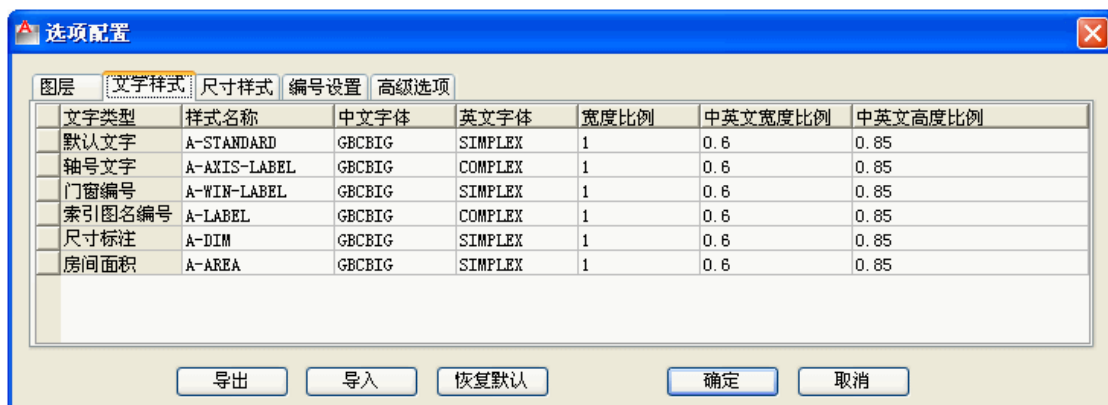 选项配置
图层 文字样式 尺寸样式 编号设置 高级选项
文字类型 样式名称 中文字体 英文字体 宽度比例 中英文宽度比例 中英文高度比例
默认文字 A-STANDARD GBCBIG SIMPLEX 1 0.6 0.85
轴号文字 A-AXIS-LABEL GBCBIG COMPLEX 1 0.6 0.85
门窗编号 A-WIN-LABEL GBCBIG SIMPLEX 1 0.6 0.85
索引图名编号 A-LABEL GBCBIG COMPLEX 1 0.6 0.85
尺寸标注 A-DIM GBCBIG SIMPLEX 1 0.6 0.85
房间面积 A-AREA GBCBIG SIMPLEX 1 0.6 0.85
导出 导入 恢复默认 确定 取消